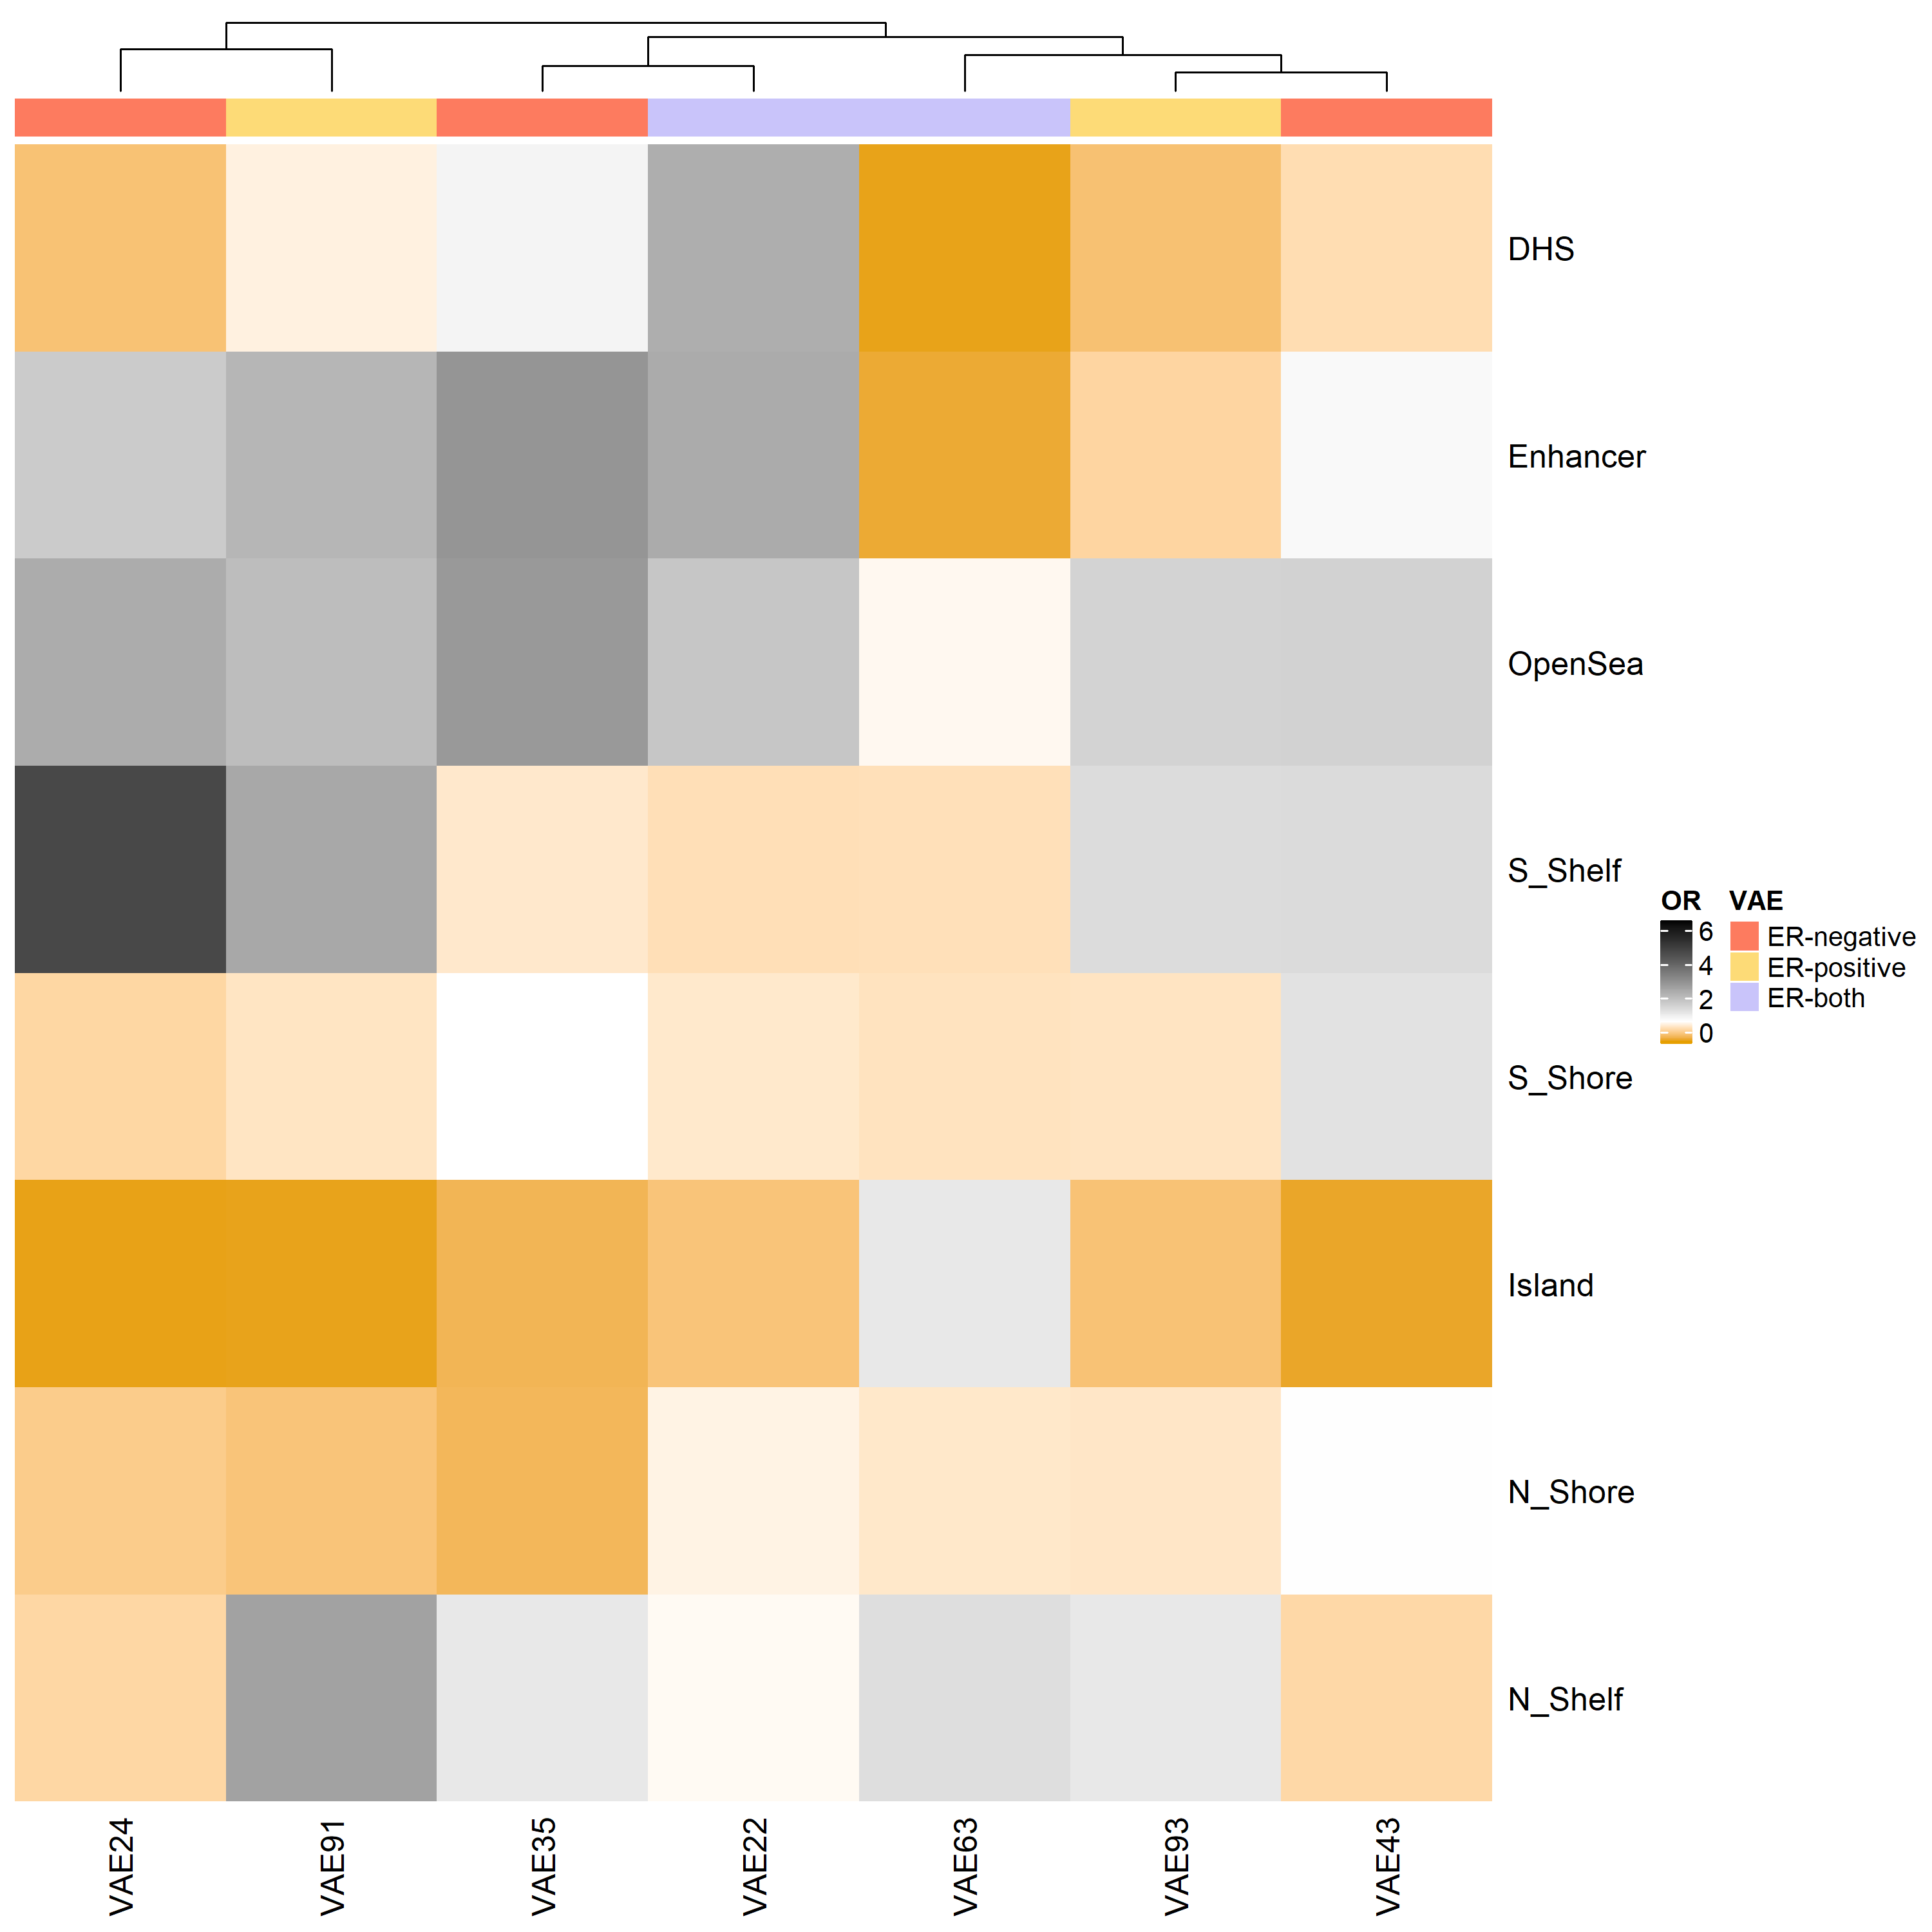 DHS
Enhancer
OpenSea
S_Shelf
S_Shore
Island
N_Shore
N_Shelf
OR VAE
6
4
2
0
ER-negative
ER-positive
ER-both
VAE24
VAE91
VAE35
VAE22
VAE63
VAE93
VAE43